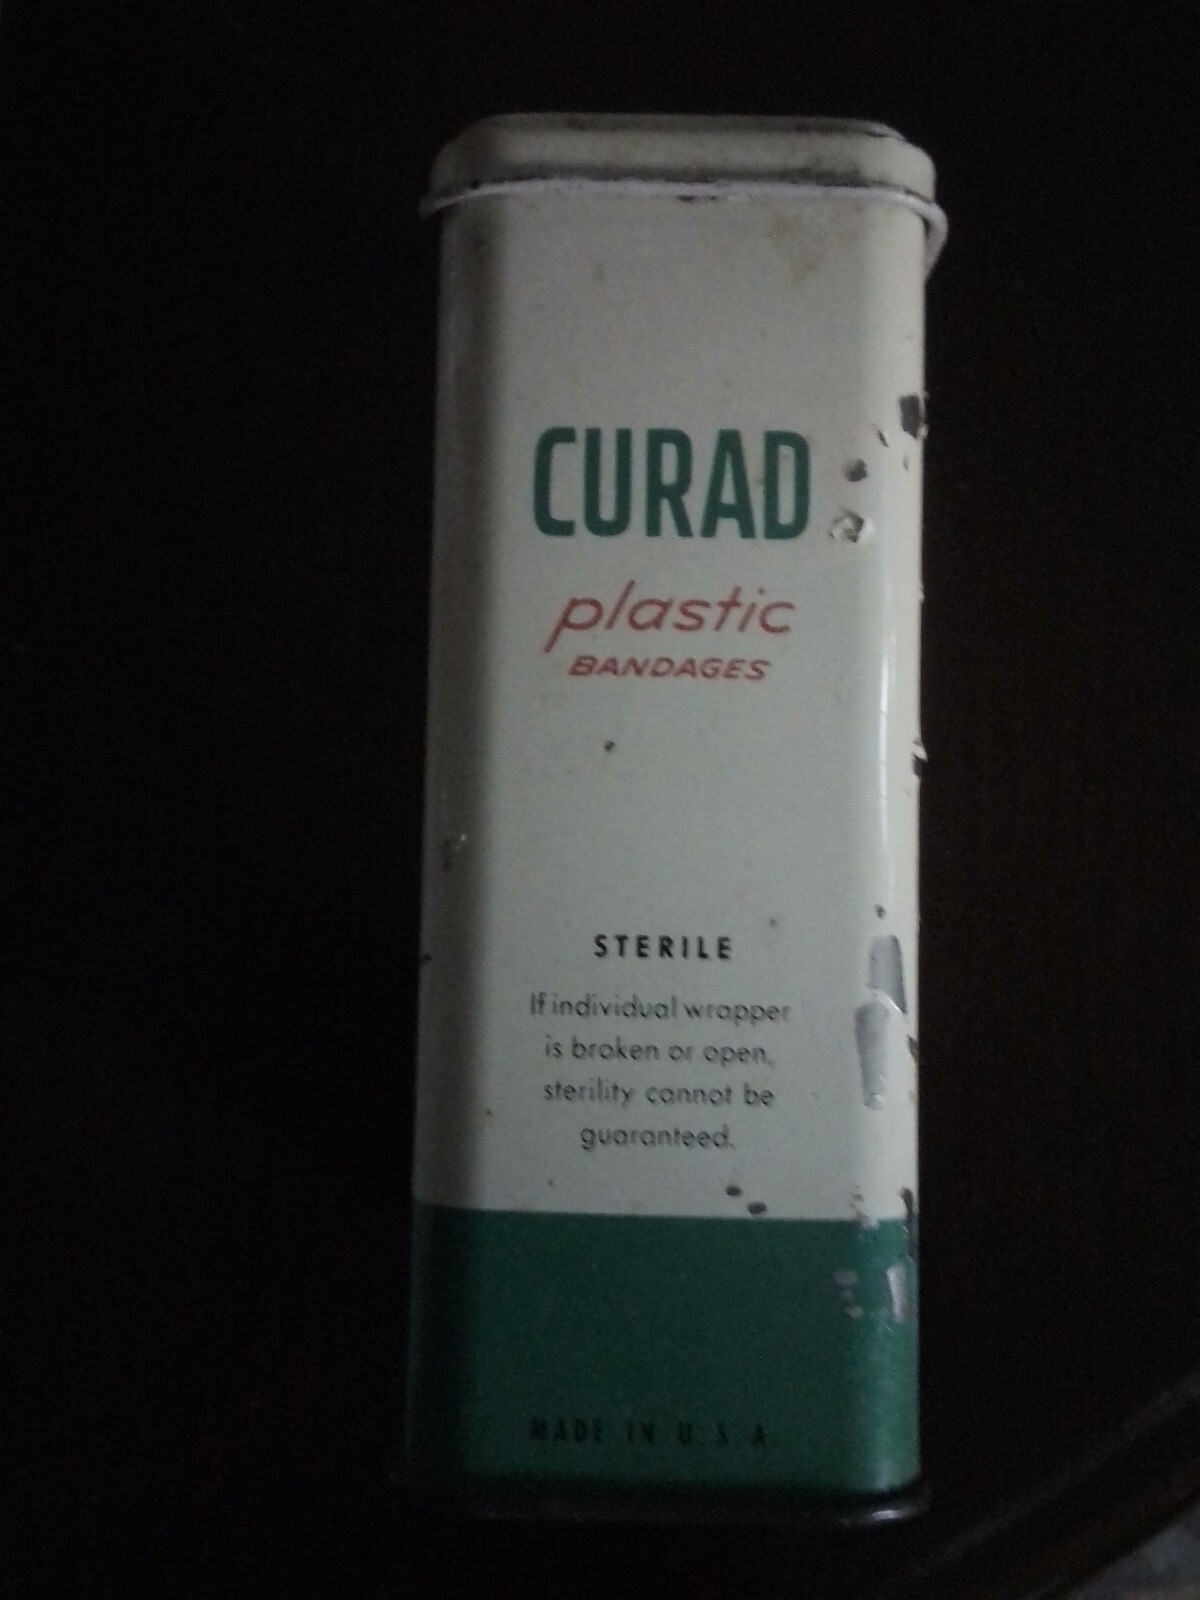 CURAD
plastic
BANDAGES
STERILE
If individual wrapper
is broken or open,
sterility cannot be
guaranteed.
MADE IN U.S.A.